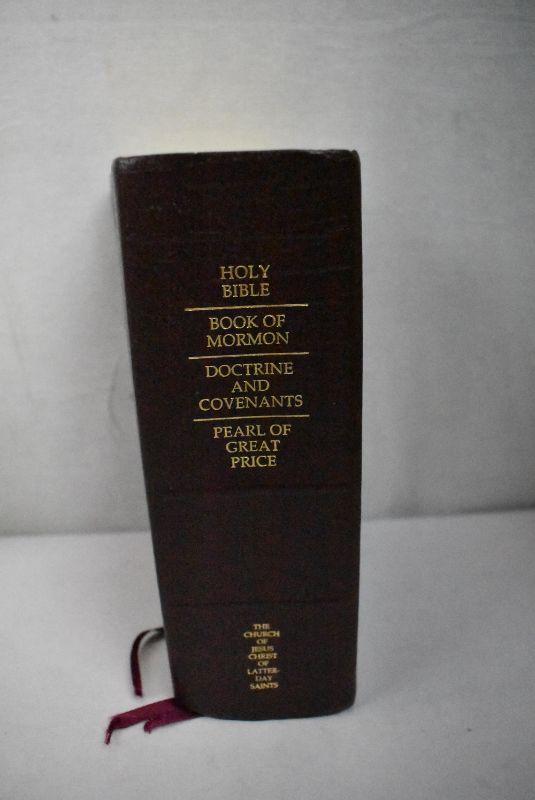 HOLY
BIBLE
BOOK OF
MORMON
DOCTRINE
AND
COVENANTS
PEARL OF
GREAT
PRICE
THE
CHURCH
OF
JESUS
CHRIST
OF
LATTER-
DAY
SAINTS